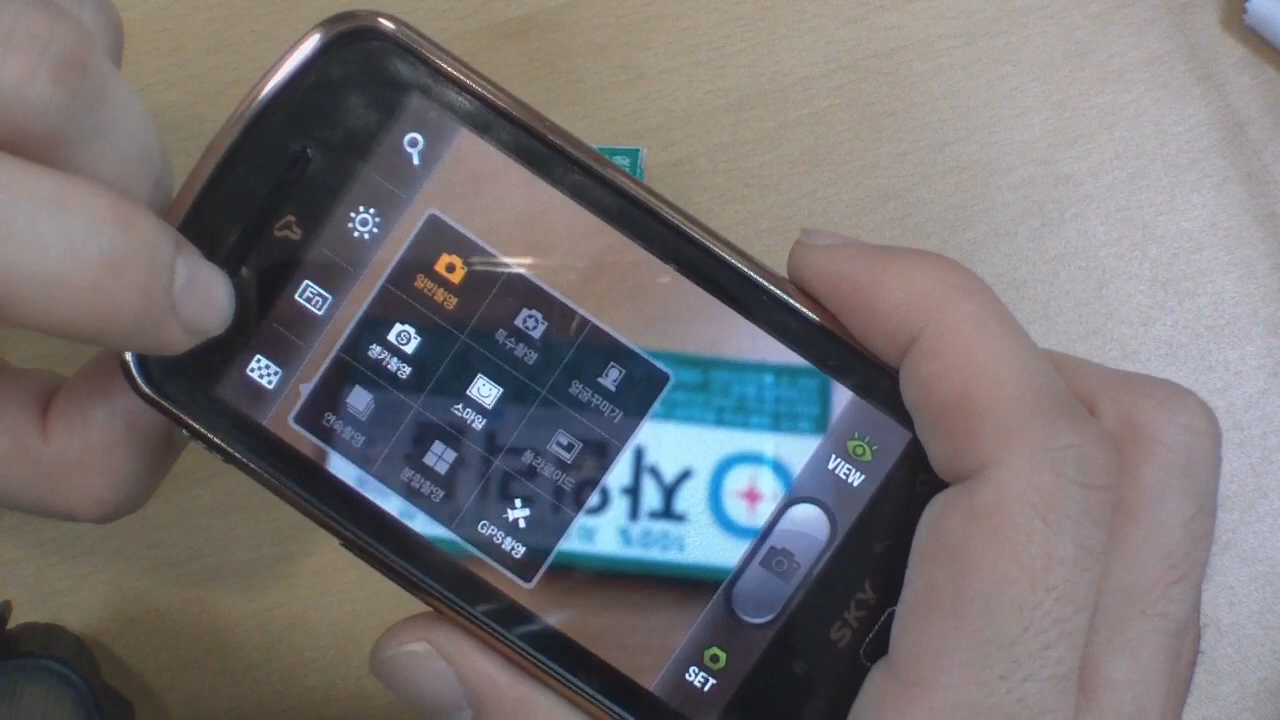 Fn
일반촬영
특수촬영
얼굴꾸미기
셀카촬영
스마일
폴라로이드
연속촬영
분할촬영
GPS촬영
VIEW
SET
SKY
100%